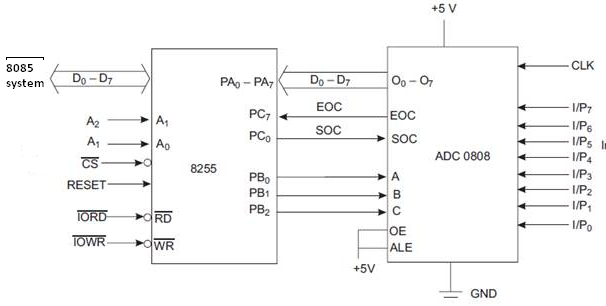 +5 V
8085
system
D0 – D7
A2
A1
CS
RESET
IORD
IOWR
A1
A0
RD
WR
8255
PA0 – PA7
PC7
PC0
PB0
PB1
PB2
D0 – D7
EOC
SOC
O0 – O7
EOC
SOC
A
B
C
OE
ALE
+5V
ADC 0808
CLK
I/P7
I/P6
I/P5
I/P4
I/P3
I/P2
I/P1
I/P0
GND